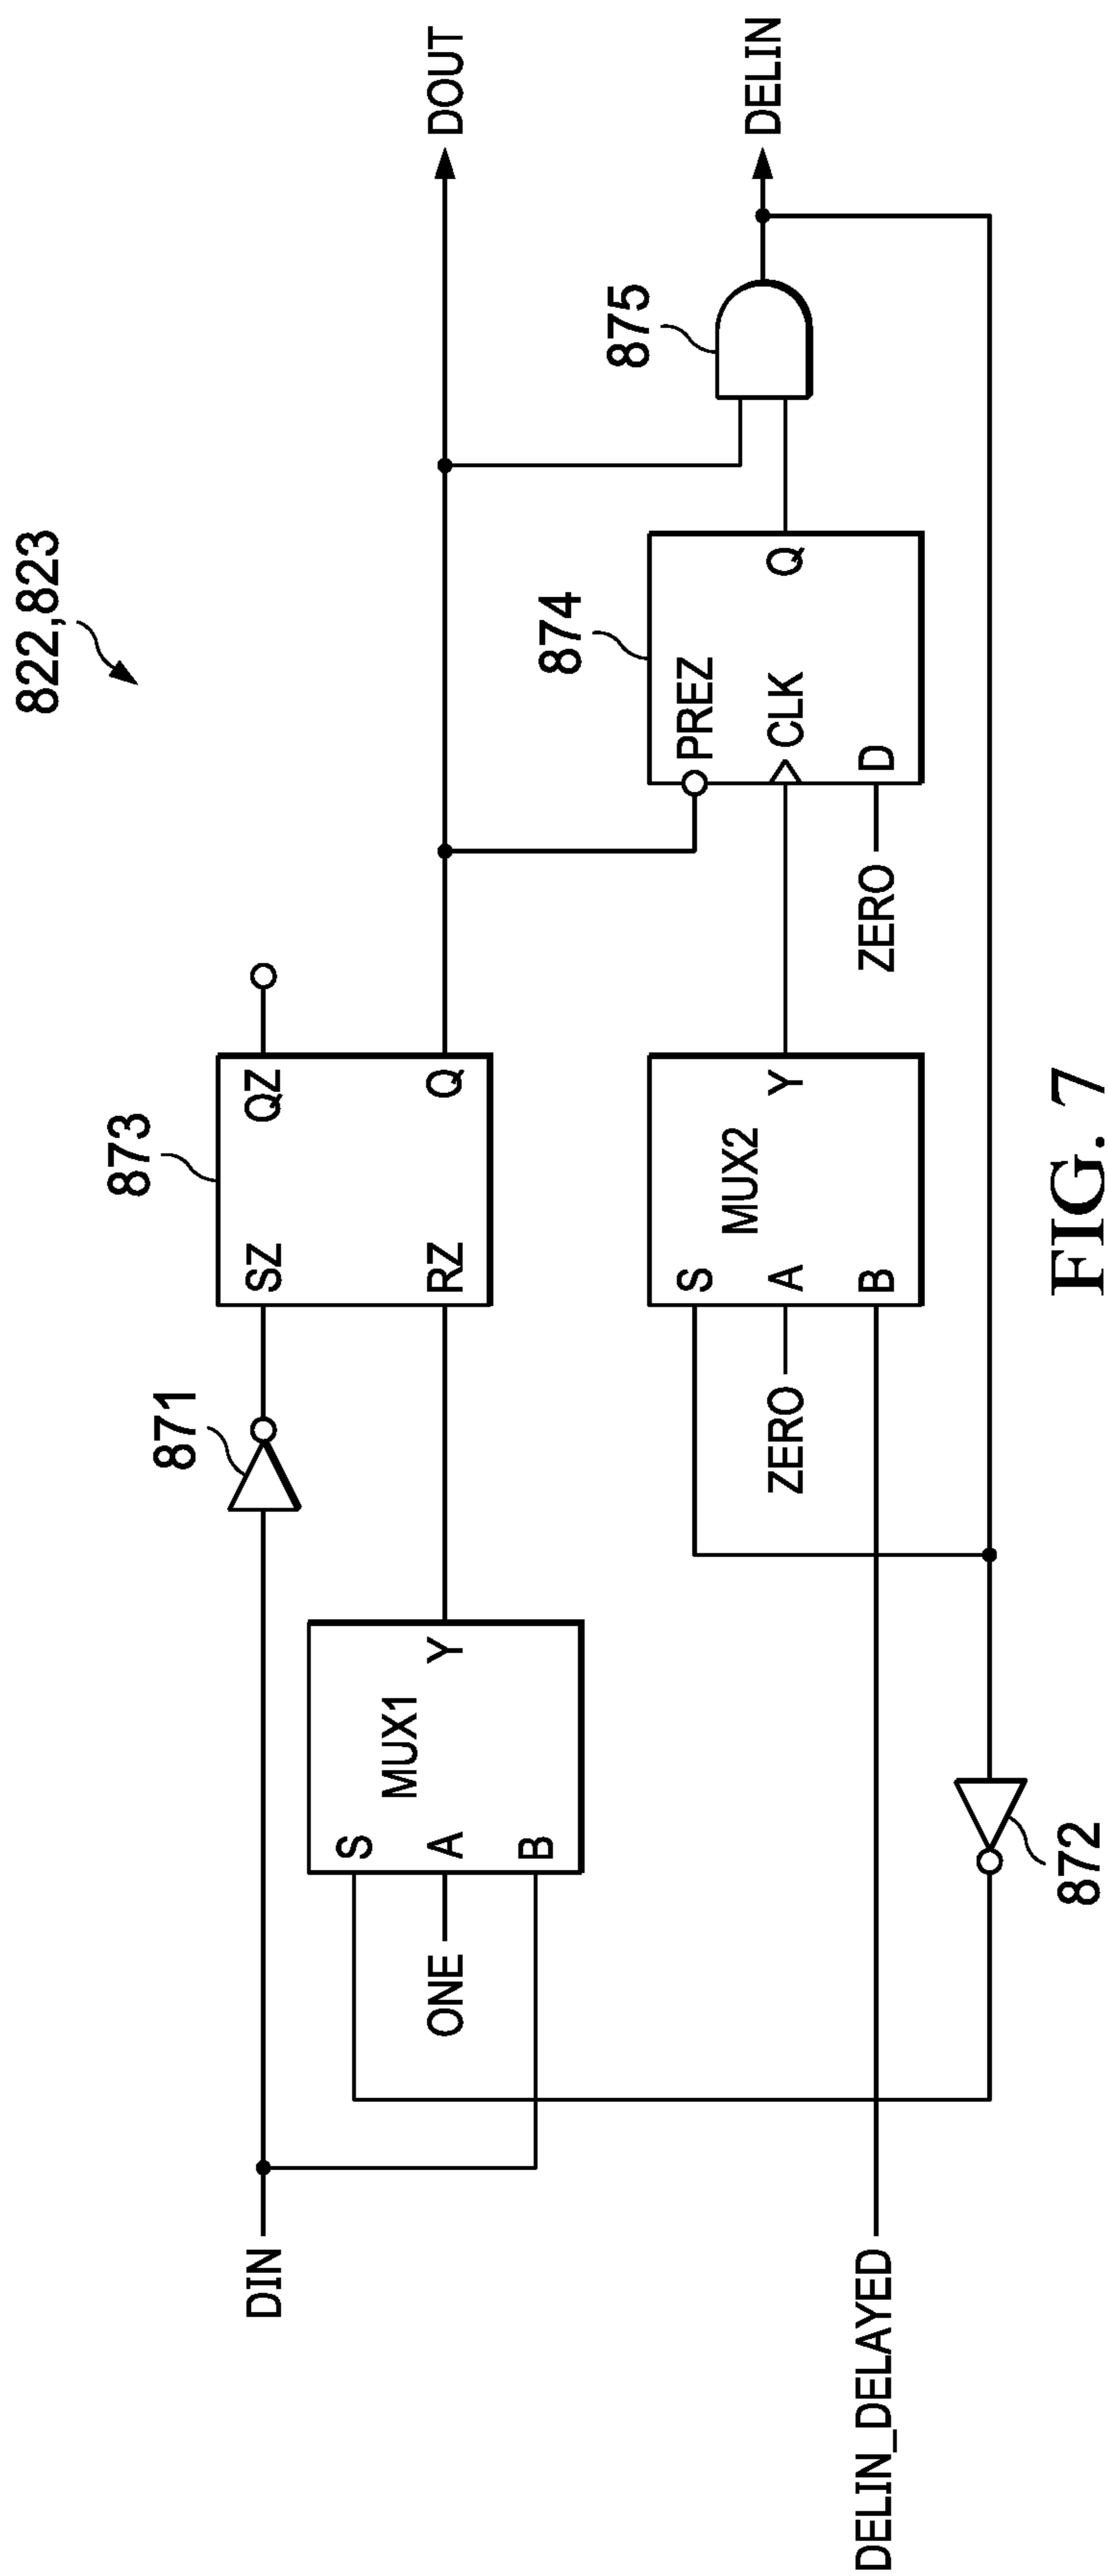 822,823
DOUT
DELIN
873
SZ
QZ
RZ
Q
871
MUX1
S
A
B
Y
ONE
DIN
875
874
PREZ
CLK
D
Q
ZERO
MUX2
S
A
B
Y
ZERO
872
DELIN_DELAYED
FIG. 7